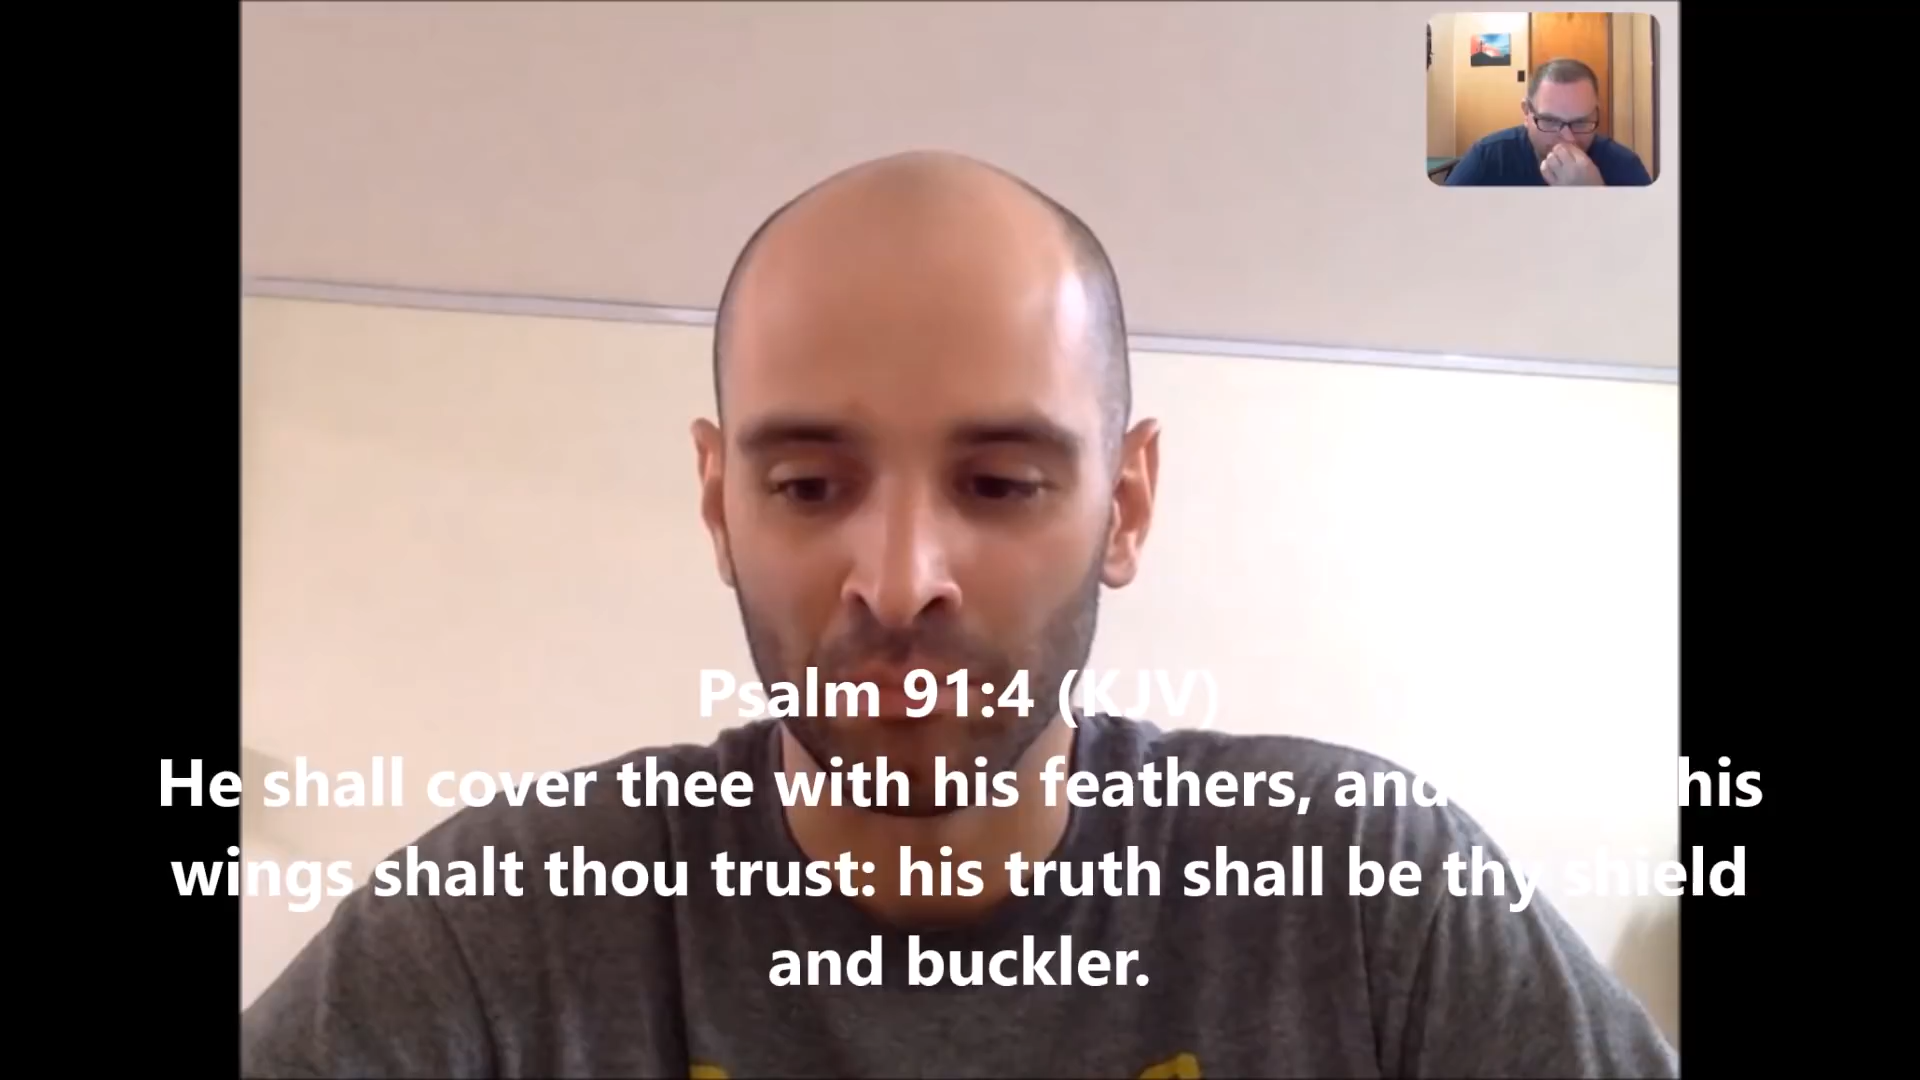 Psalm 91:4 (KJV)
He shall cover thee with his feathers, and his
wings shalt thou trust: his truth shall be thy shield
and buckler.